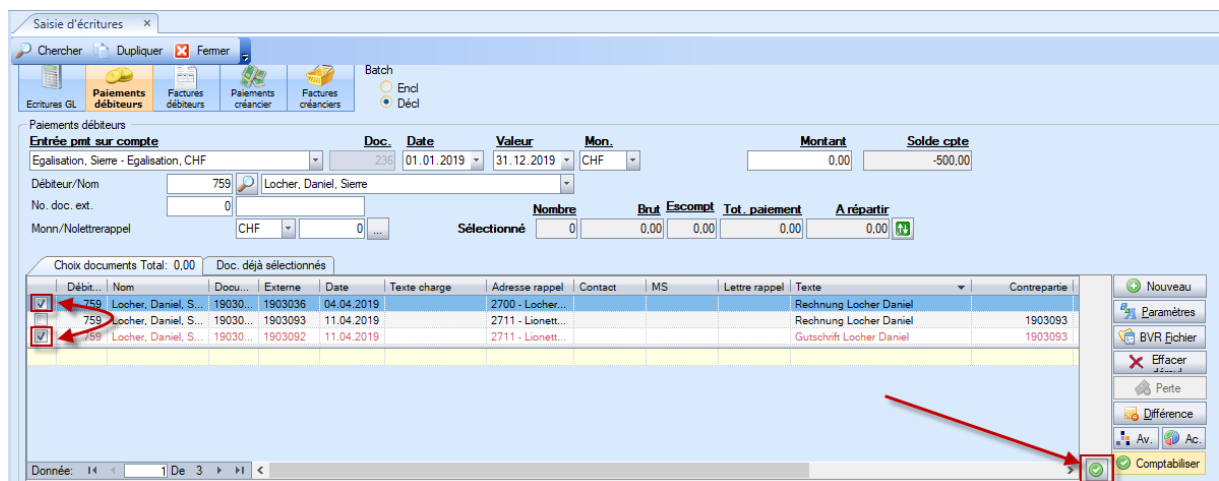 Saisie d'écritures ×
Chercher Dupliquer Fermer
Batch
Encl
Décl
Ecritures GL
Paiements débiteurs
Factures débiteurs
Paiements créancier
Factures créanciers
Paiements débiteurs
Entrée pmt sur compte Doc. Date Valeur Mon. Montant Solde cpte
Egalisation, Sierre - Egalisation, CHF 236 01.01.2019 31.12.2019 CHF 0,00 -500,00
Débiteur/Nom 759 Locher, Daniel, Sierre
No. doc. ext. 0
Nombre Brut Escompt Tot. paiement A répartir
Monn/Nolettrerappel CHF 0 ... Sélectionné 0 0,00 0,00 0,00 0,00
Choix documents Total: 0,00 Doc. déjà sélectionnés
Débit... Nom Docu... Externe Date Texte charge Adresse rappel Contact MS Lettre rappel Texte Contrepartie
759 Locher, Daniel, S... 19030... 1903036 04.04.2019 2700 - Locher... Rechnung Locher Daniel
759 Locher, Daniel, S... 19030... 1903093 11.04.2019 2711 - Lionett... Rechnung Locher Daniel 1903093
759 Locher, Daniel, S... 19030... 1903092 11.04.2019 2711 - Lionett... Gutschrift Locher Daniel 1903093
Nouveau
Paramètres
BVR Fichier
Effacer
Perte
Différence
Av. Ac.
Comptabiliser
Donnée: 1 De 3